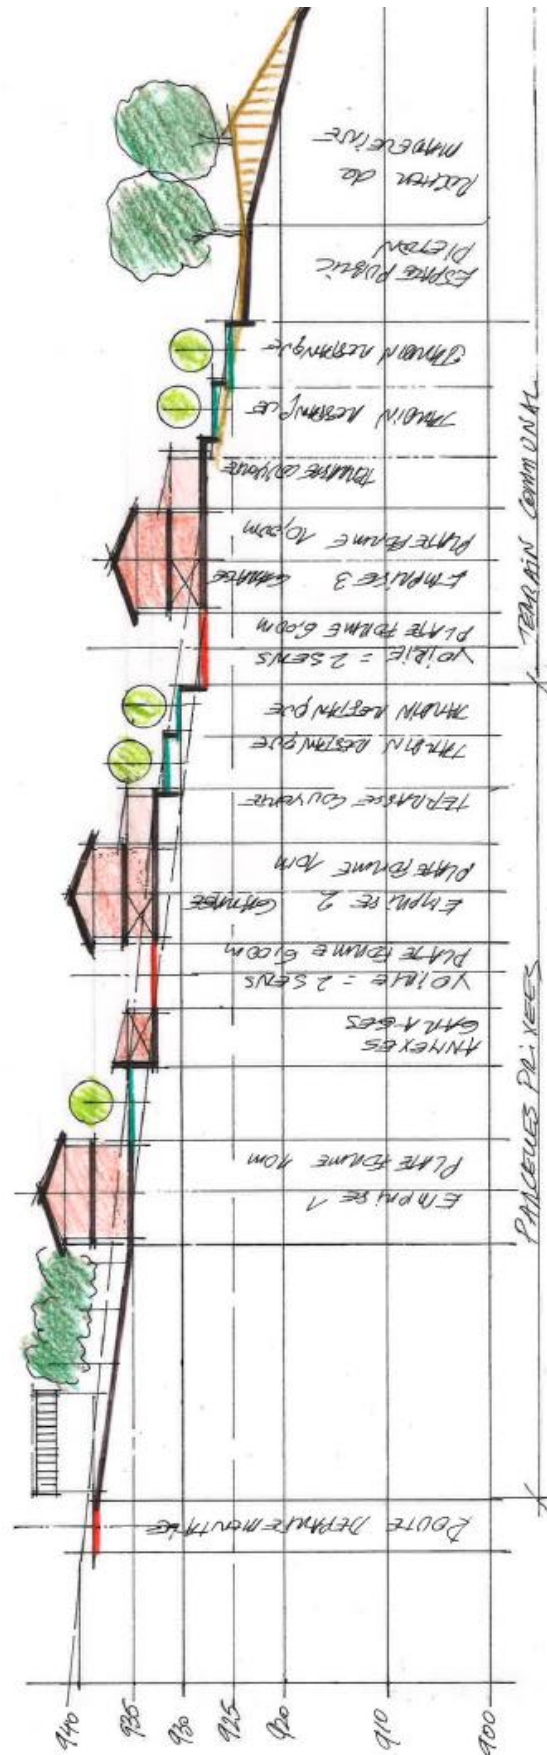 940
935
930
925
920
910
900
ROUTE DEPARTEMENTALE
EMPRISE 1
PLATE FORME 10m
ANNEXES
GARAGES
VOIRIE = 2 SENS
PLATE FORME 6,00m
EMPRISE 2 GARAGE
PLATE FORME 10m
TERRASSE COUVERTE
JARDIN RESTANQUE
JARDIN RESTANQUE
VOIRIE = 2 SENS
PLATE FORME 6.00m
EMPRISE 3 GARAGE
PLATE FORME 10,00m
TERRASSE COUVERTE
JARDIN RESTANQUE
JARDIN RESTANQUE
ESPACE PUBLIC
PIETON
MADELEINE
PARCELLES PRIVEES
TERRAIN COMMUNAL